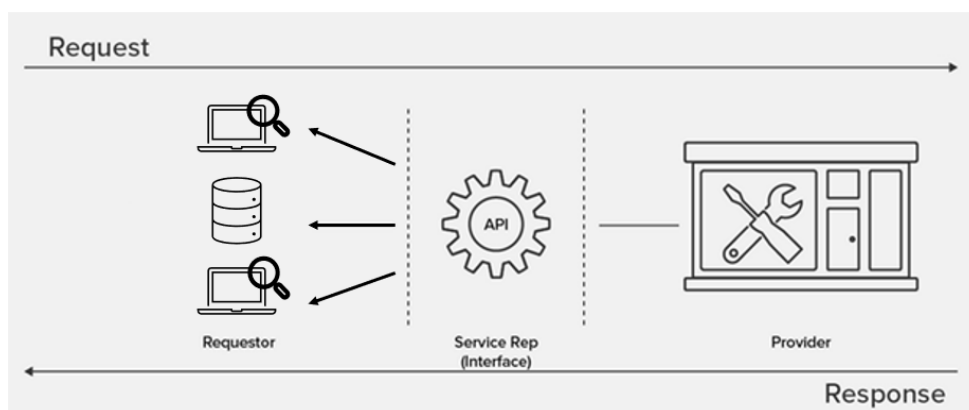 Request
API
Requestor
Service Rep
(Interface)
Provider
Response